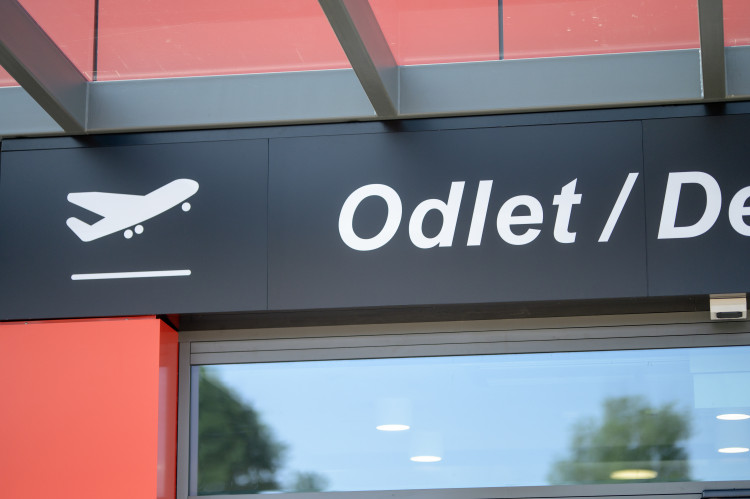 Odlet / De